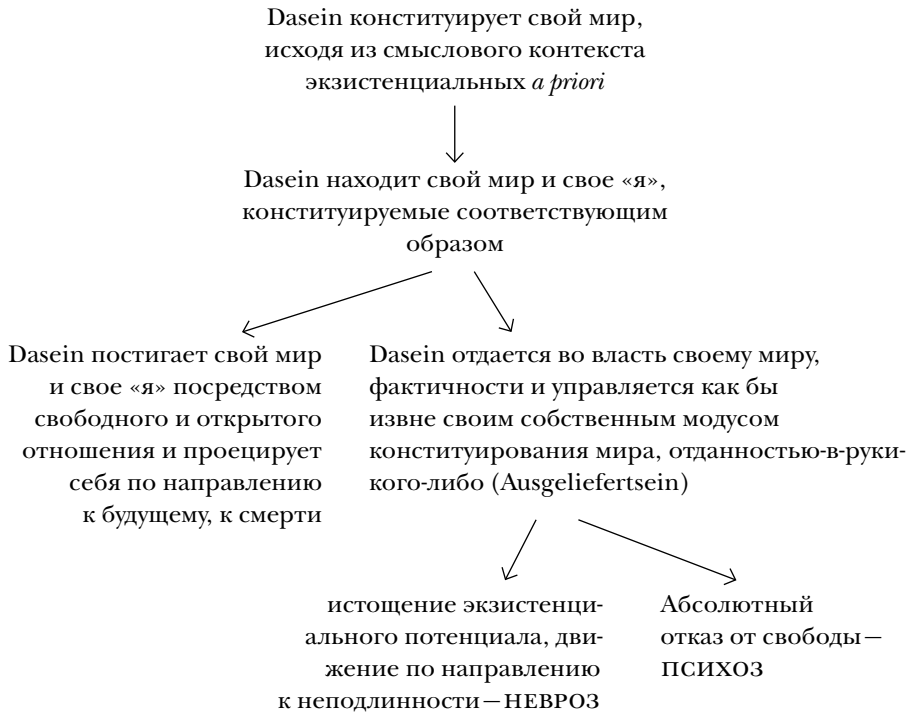 Dasein конституирует свой мир,
исходя из смыслового контекста
экзистенциальных a priori
Dasein находит свой мир и свое «я»,
конституируемые соответствующим
образом
Dasein постигает свой мир
и свое «я» посредством
свободного и открытого
отношения и проецирует
себя по направлению
к будущему, к смерти
Dasein отдается во власть своему миру,
фактичности и управляется как бы
извне своим собственным модусом
конституирования мира, отданностью-в-руки-
кого-либо (Ausgeliefertsein)
истощение экзистенци-
ального потенциала, дви-
жение по направлению
к неподлинности — НЕВРОЗ
Абсолютный
отказ от свободы —
ПСИХОЗ